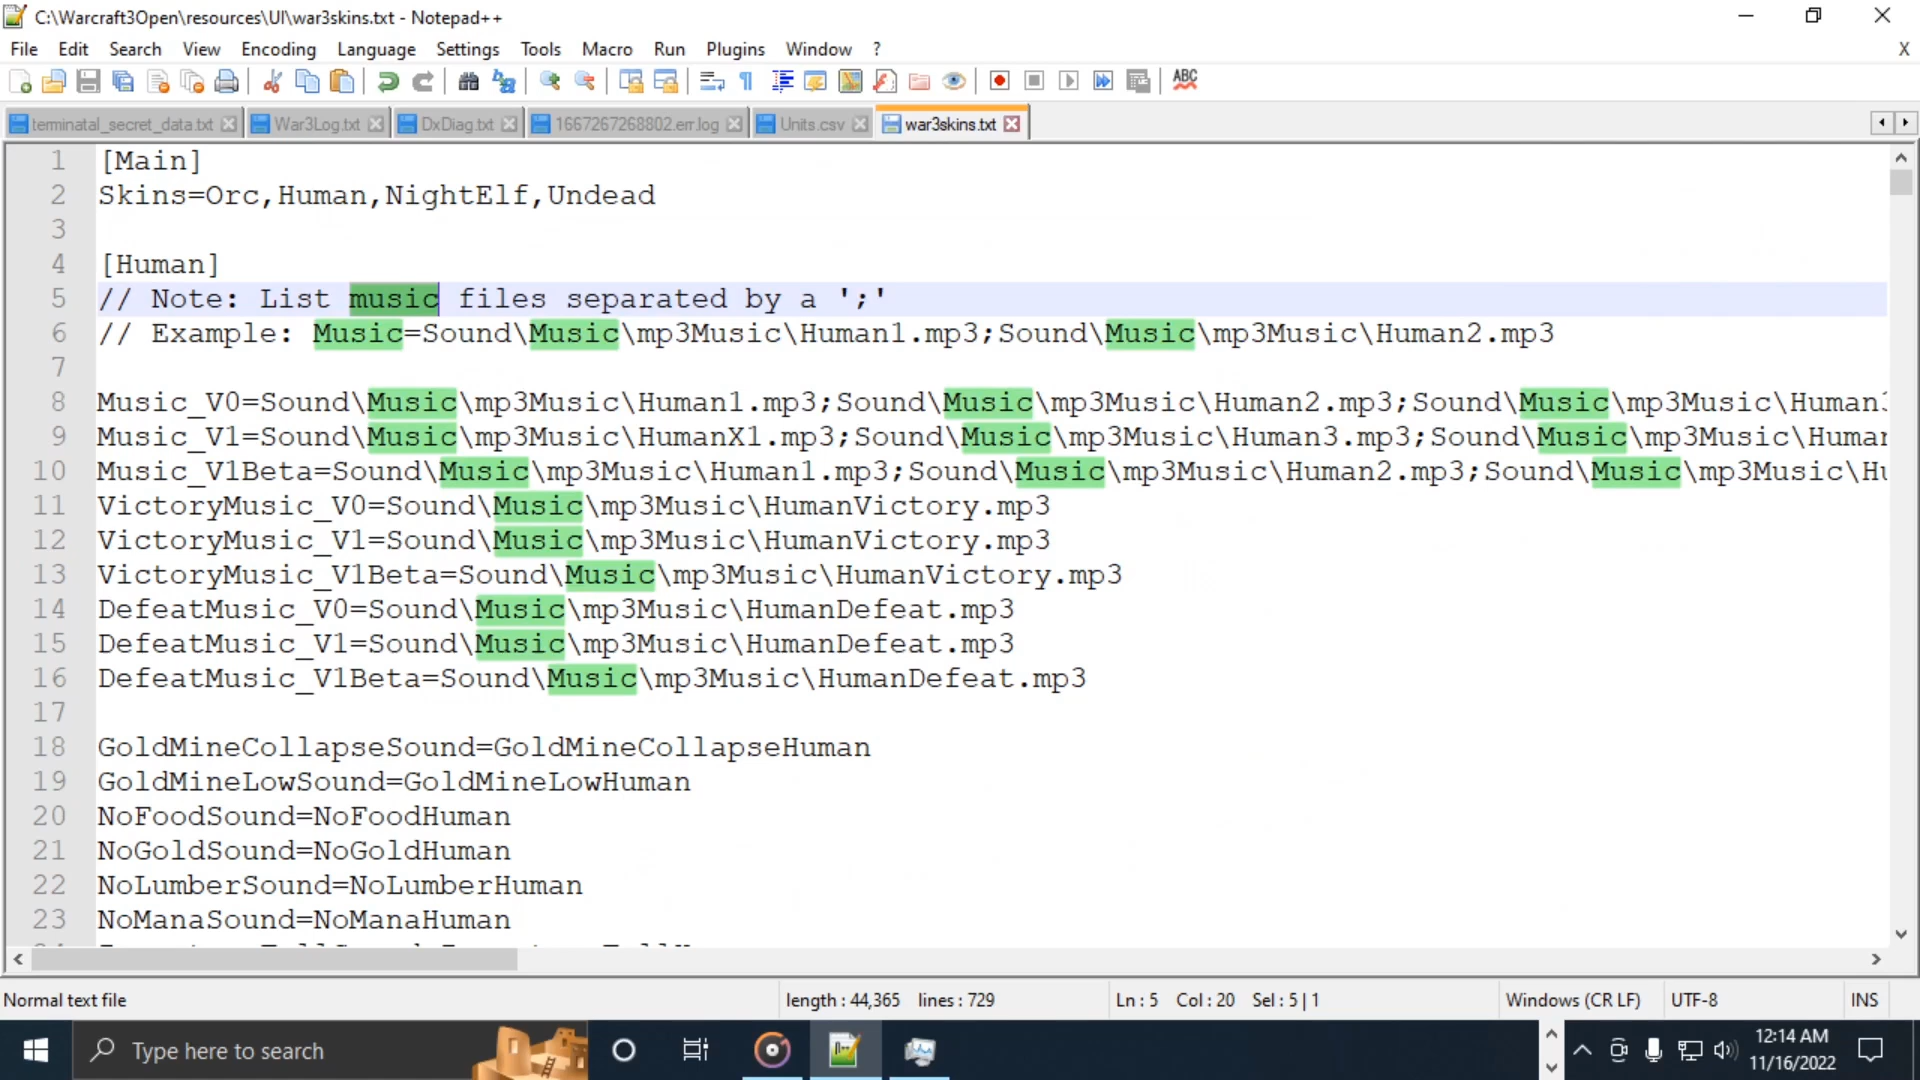 C:\Warcraft3Open\resources\UI\war3skins.txt - Notepad++
File Edit Search View Encoding Language Settings Tools Macro Run Plugins Window ? X
ABC
terminatal_secret_data.txt War3Log.txt DxDiag.txt 1667267268802.err.log Units.csv war3skins.txt
1 [Main]
2 Skins=Orc,Human,NightElf,Undead
3
4 [Human]
5 // Note: List music files separated by a ';'
6 // Example: Music=Sound\Music\mp3Music\Human1.mp3;Sound\Music\mp3Music\Human2.mp3
7
8 Music_V0=Sound\Music\mp3Music\Human1.mp3;Sound\Music\mp3Music\Human2.mp3;Sound\Music\mp3Music\Human3
9 Music_V1=Sound\Music\mp3Music\HumanX1.mp3;Sound\Music\mp3Music\Human3.mp3;Sound\Music\mp3Music\Human
10 Music_V1Beta=Sound\Music\mp3Music\Human1.mp3;Sound\Music\mp3Music\Human2.mp3;Sound\Music\mp3Music\Hu
11 VictoryMusic_V0=Sound\Music\mp3Music\HumanVictory.mp3
12 VictoryMusic_V1=Sound\Music\mp3Music\HumanVictory.mp3
13 VictoryMusic_V1Beta=Sound\Music\mp3Music\HumanVictory.mp3
14 DefeatMusic_V0=Sound\Music\mp3Music\HumanDefeat.mp3
15 DefeatMusic_V1=Sound\Music\mp3Music\HumanDefeat.mp3
16 DefeatMusic_V1Beta=Sound\Music\mp3Music\HumanDefeat.mp3
17
18 GoldMineCollapseSound=GoldMineCollapseHuman
19 GoldMineLowSound=GoldMineLowHuman
20 NoFoodSound=NoFoodHuman
21 NoGoldSound=NoGoldHuman
22 NoLumberSound=NoLumberHuman
23 NoManaSound=NoManaHuman
Normal text file length : 44,365 lines : 729 Ln : 5 Col : 20 Sel : 5 | 1 Windows (CR LF) UTF-8 INS
Type here to search
12:14 AM
11/16/2022